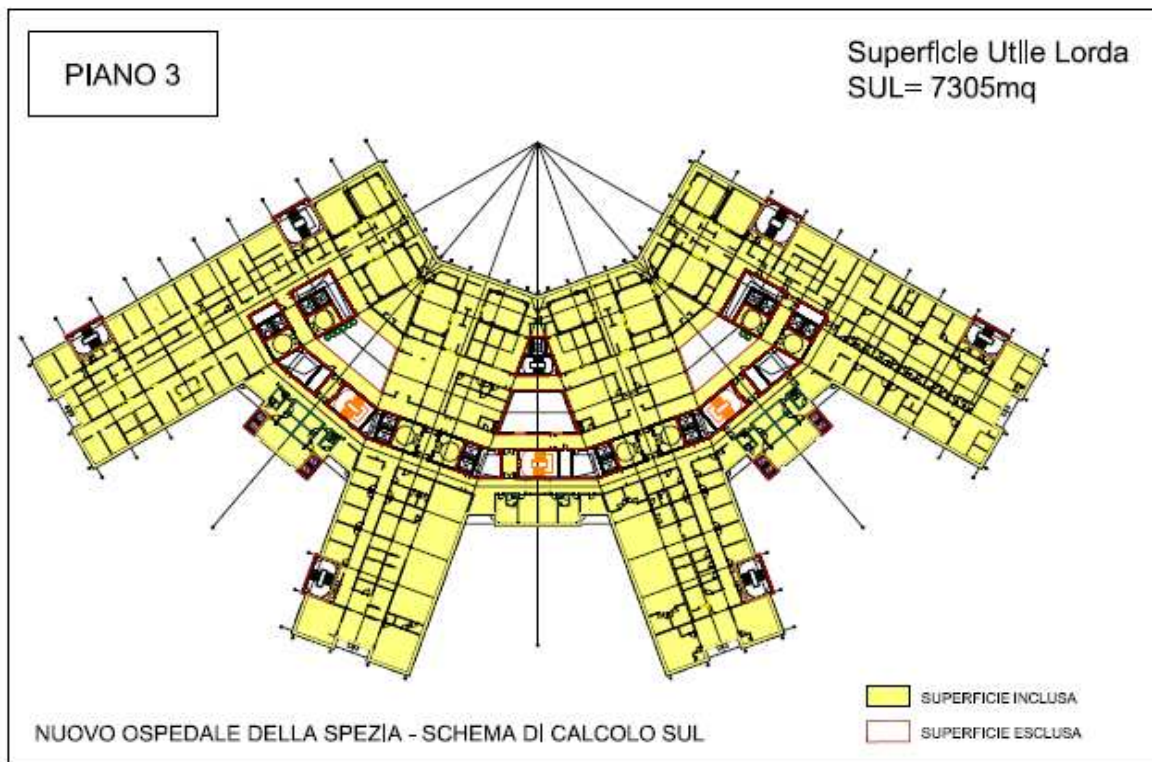 PIANO 3
Superficie Utile Lorda
SUL= 7305mq
SUPERFICIE INCLUSA
SUPERFICIE ESCLUSA
NUOVO OSPEDALE DELLA SPEZIA - SCHEMA DI CALCOLO SUL